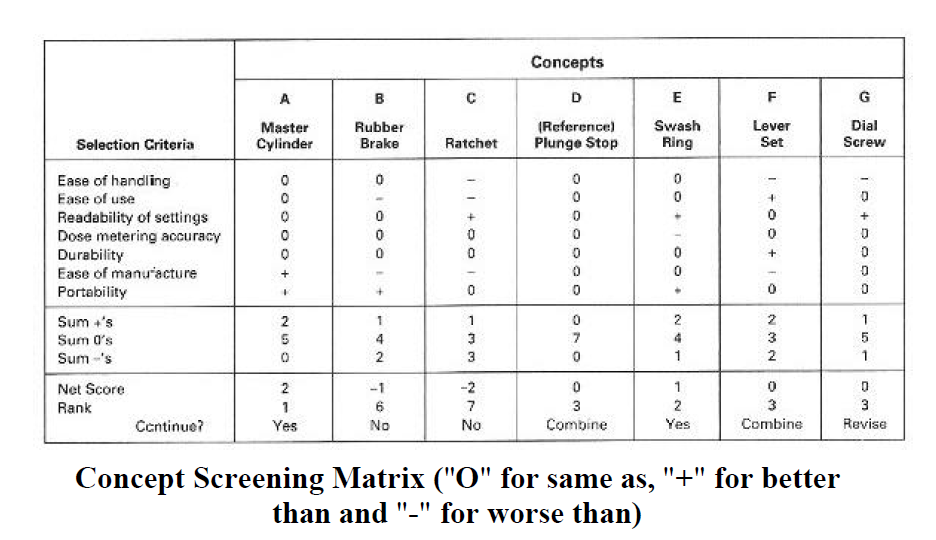 Concepts
A B C D E F G
Selection Criteria Master Cylinder Rubber Brake Ratchet (Reference) Plunge Stop Swash Ring Lever Set Dial Screw
Ease of handling 0 0 – 0 0 – –
Ease of use 0 – – 0 0 + 0
Readability of settings 0 0 + 0 + 0 +
Dose metering accuracy 0 0 0 0 – 0 0
Durability 0 0 0 0 0 + 0
Ease of manufacture + – – 0 0 – 0
Portability + + 0 0 + 0 0
Sum +'s 2 1 1 0 2 2 1
Sum 0's 5 4 3 7 4 3 5
Sum –'s 0 2 3 0 1 2 1
Net Score 2 –1 –2 0 1 0 0
Rank 1 6 7 3 2 3 3
Continue? Yes No No Combine Yes Combine Revise
Concept Screening Matrix ("O" for same as, "+" for better
than and "-" for worse than)